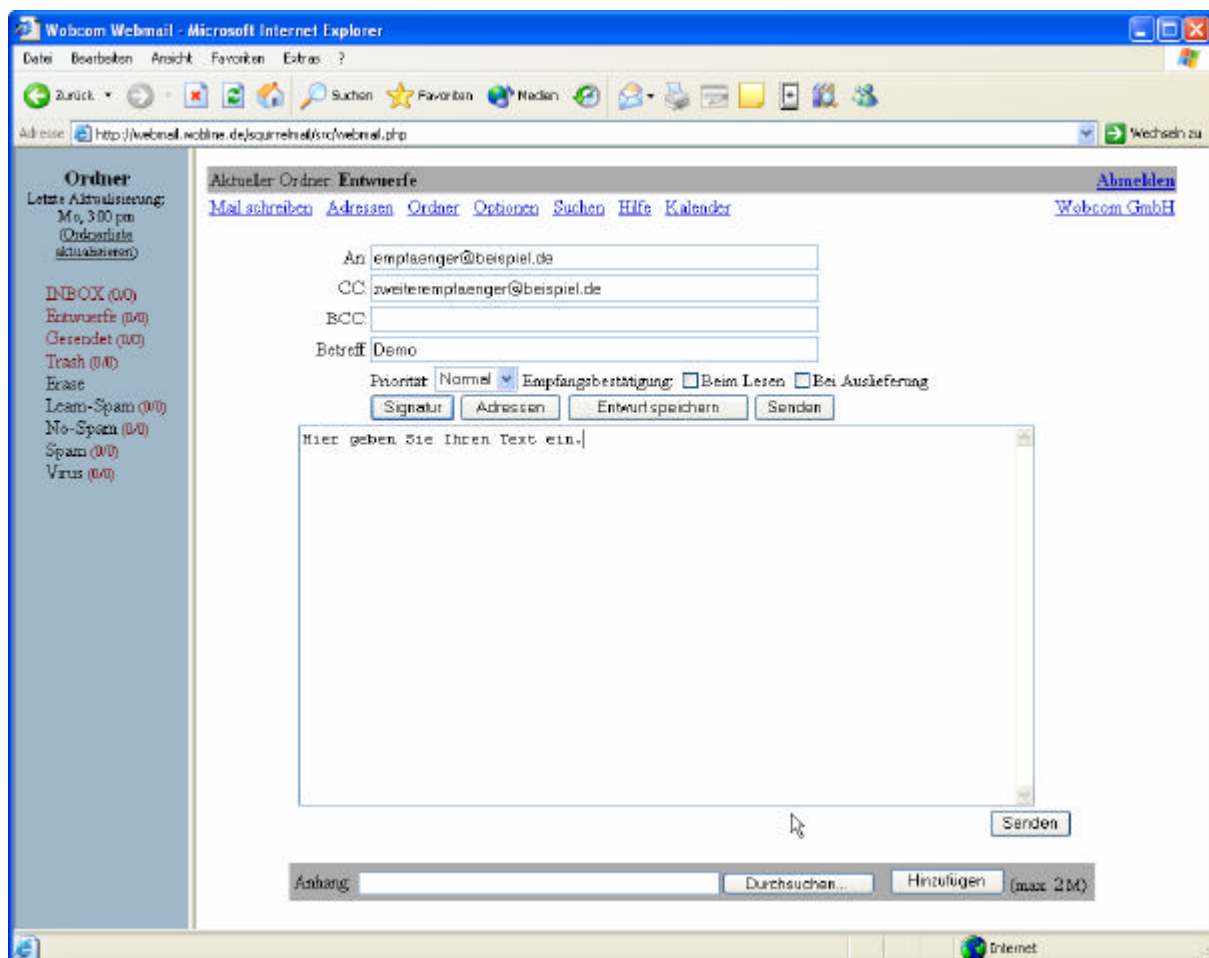 Wobcom Webmail - Microsoft Internet Explorer
Datei Bearbeiten Ansicht Favoriten Extras ?
Zurück Suchen Favoriten Medien
Adresse http://webmail.wobline.de/squirrelmail/src/webmail.php Wechseln zu
Ordner
Letzte Aktualisierung:
Mo, 3:00 pm
(Ordnerliste
aktualisieren)
INBOX (0/0)
Entwuerfe (0/0)
Gesendet (0/0)
Trash (0/0)
Erase
Learn-Spam (0/0)
No-Spam (0/0)
Spam (0/0)
Virus (0/0)
Aktueller Ordner: Entwuerfe Abmelden
Mail schreiben Adressen Ordner Optionen Suchen Hilfe Kalender Wobcom GmbH
An: empfaenger@beispiel.de
CC: zweiterempfaenger@beispiel.de
BCC:
Betreff: Demo
Priorität: Normal Empfangsbestätigung: Beim Lesen Bei Auslieferung
Signatur Adressen Entwurf speichern Senden
Hier geben Sie Ihren Text ein.
Senden
Anhang: Durchsuchen... Hinzufügen (max. 2 M)
Internet